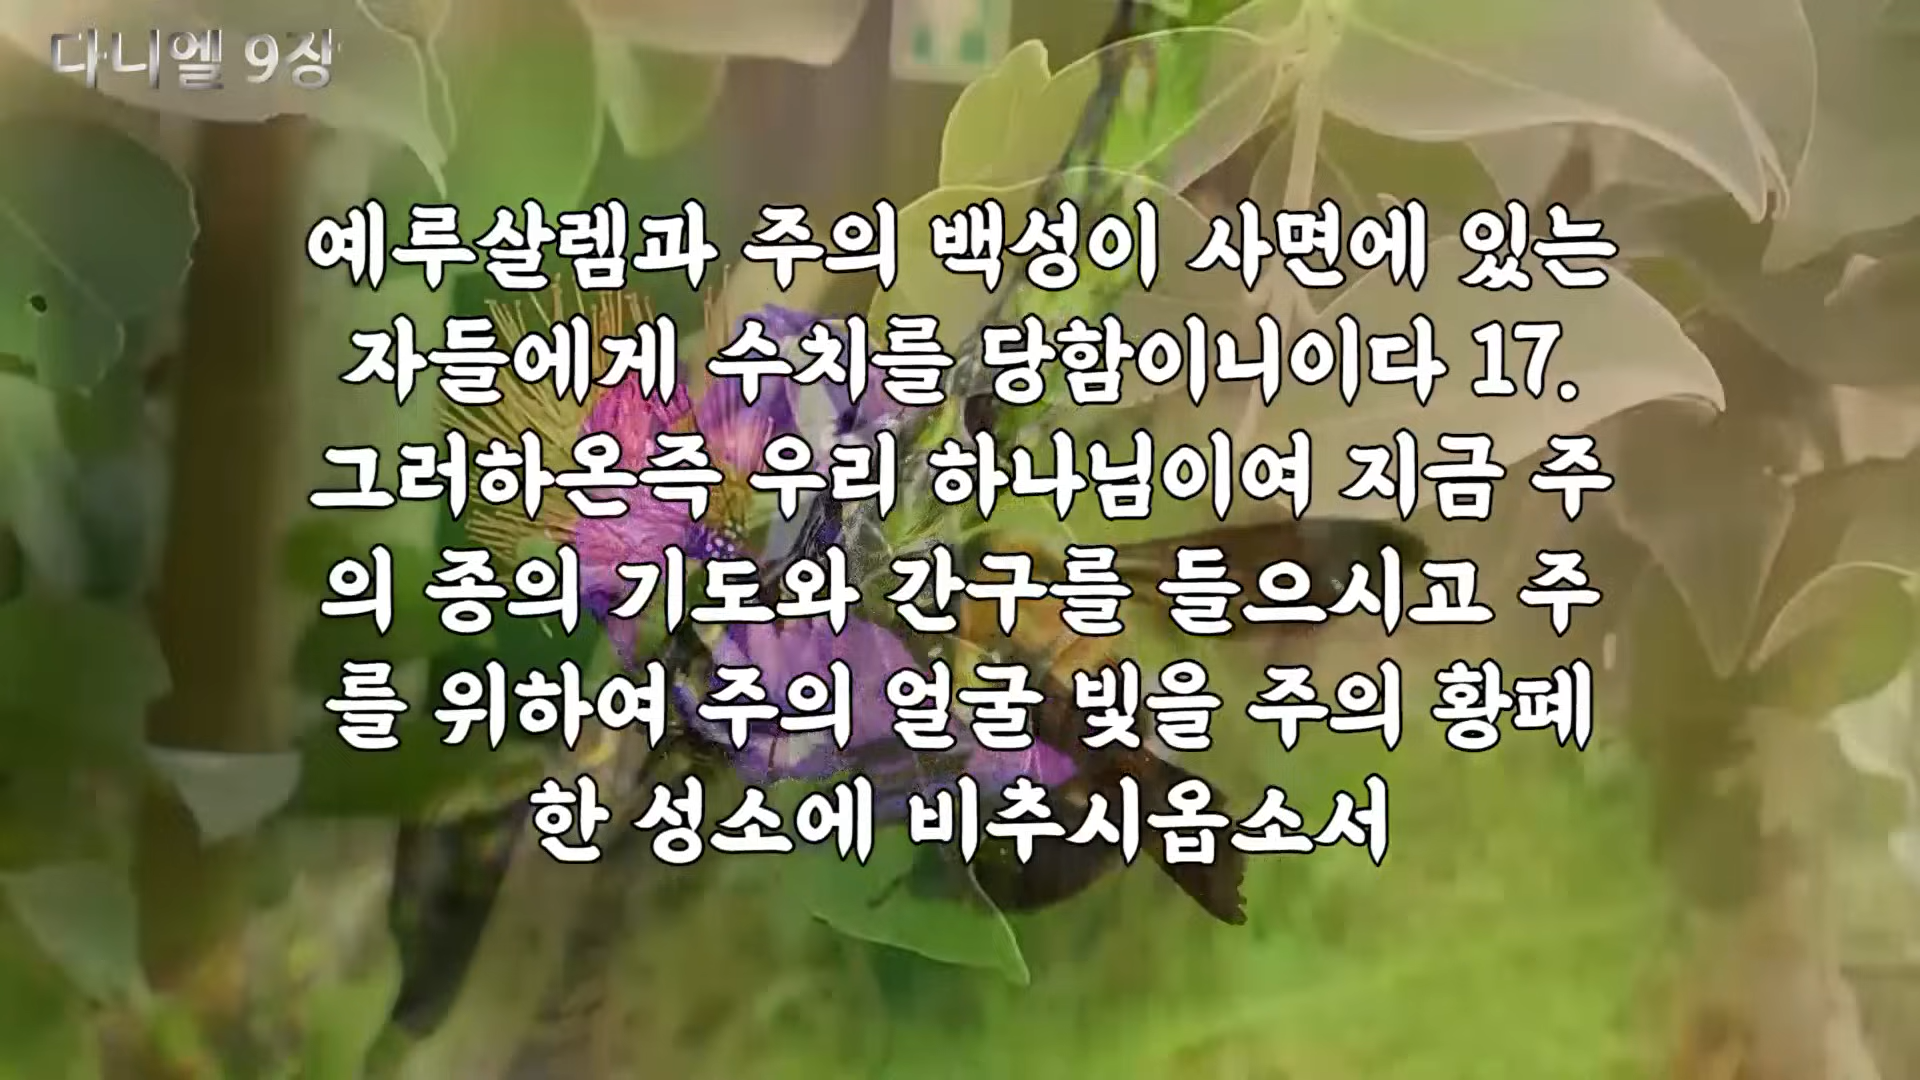 다니엘 9장
예루살렘과 주의 백성이 사면에 있는
자들에게 수치를 당함이니이다 17.
그러하온즉 우리 하나님이여 지금 주
의 종의 기도와 간구를 들으시고 주
를 위하여 주의 얼굴 빛을 주의 황폐
한 성소에 비추시옵소서